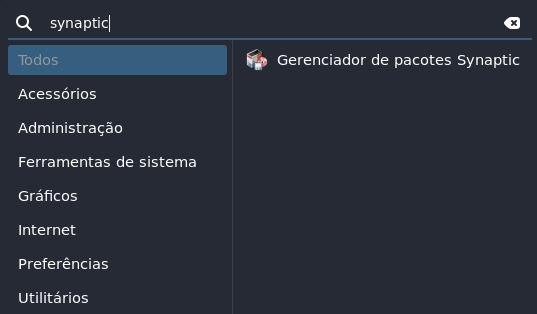 synaptic
Todos
Gerenciador de pacotes Synaptic
Acessórios
Administração
Ferramentas de sistema
Gráficos
Internet
Preferências
Utilitários